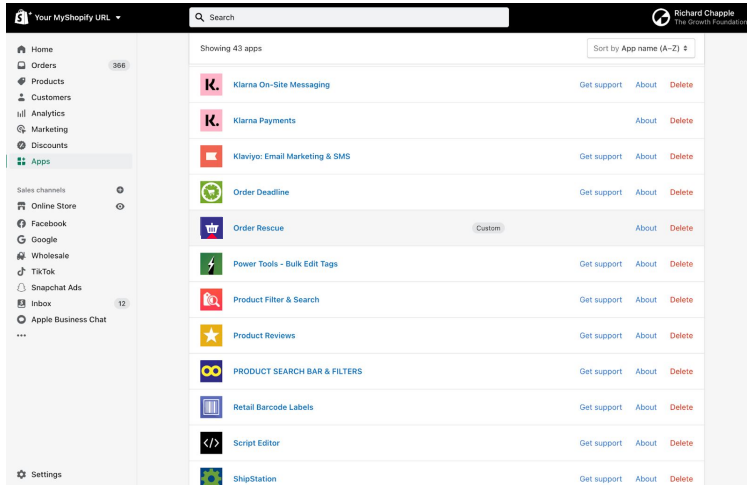 Your MyShopify URL
Search
Richard Chapple
The Growth Foundation
Home
Orders 366
Products
Customers
Analytics
Marketing
Discounts
Apps
Sales channels
Online Store
Facebook
Google
Wholesale
TikTok
Snapchat Ads
Inbox 12
Apple Business Chat
Settings
Showing 43 apps
Sort by App name (A–Z)
K. Klarna On-Site Messaging Get support About Delete
K. Klarna Payments About Delete
Klaviyo: Email Marketing & SMS Get support About Delete
Order Deadline Get support About Delete
Order Rescue Custom About Delete
Power Tools - Bulk Edit Tags Get support About Delete
Product Filter & Search Get support About Delete
Product Reviews Get support About Delete
PRODUCT SEARCH BAR & FILTERS Get support About Delete
Retail Barcode Labels Get support About Delete
</> Script Editor Get support About Delete
ShipStation Get support About Delete